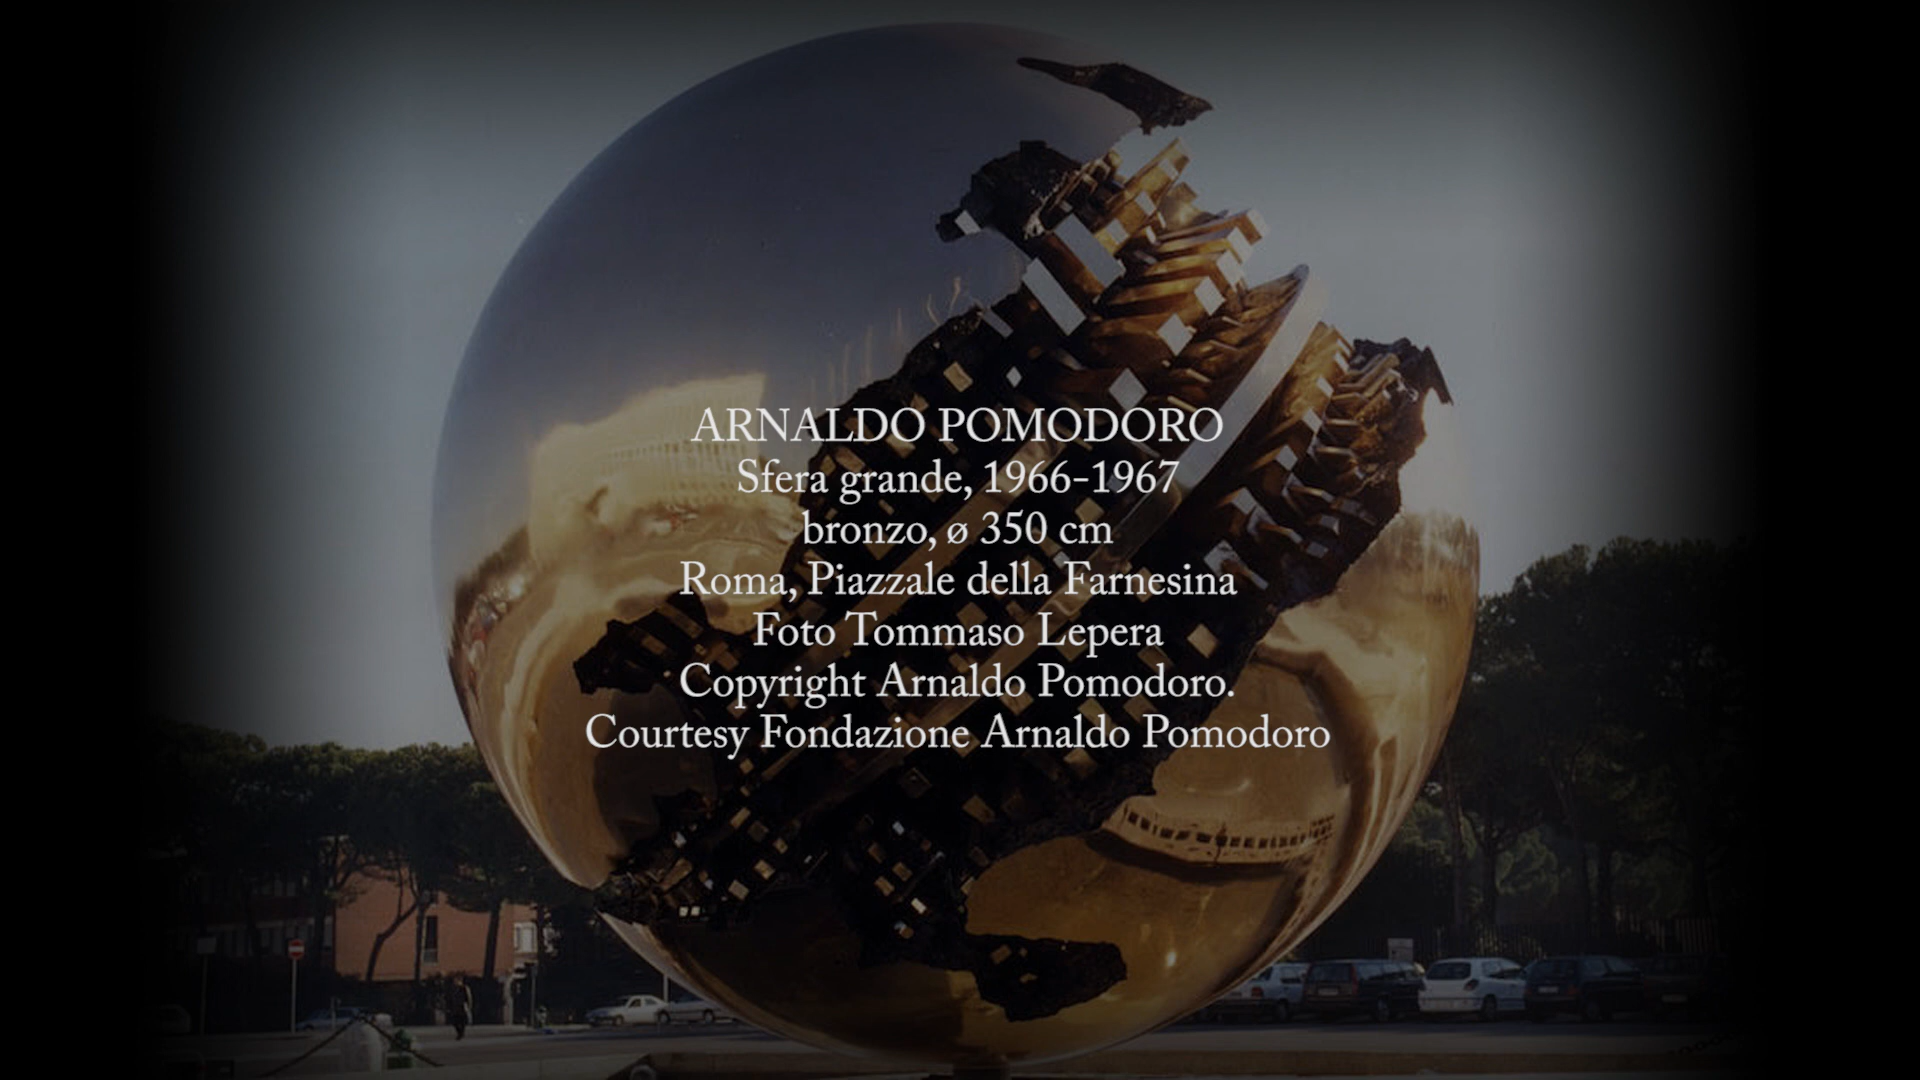 ARNALDO POMODORO
Sfera grande, 1966-1967
bronzo, ø 350 cm
Roma, Piazzale della Farnesina
Foto Tommaso Lepera
Copyright Arnaldo Pomodoro.
Courtesy Fondazione Arnaldo Pomodoro